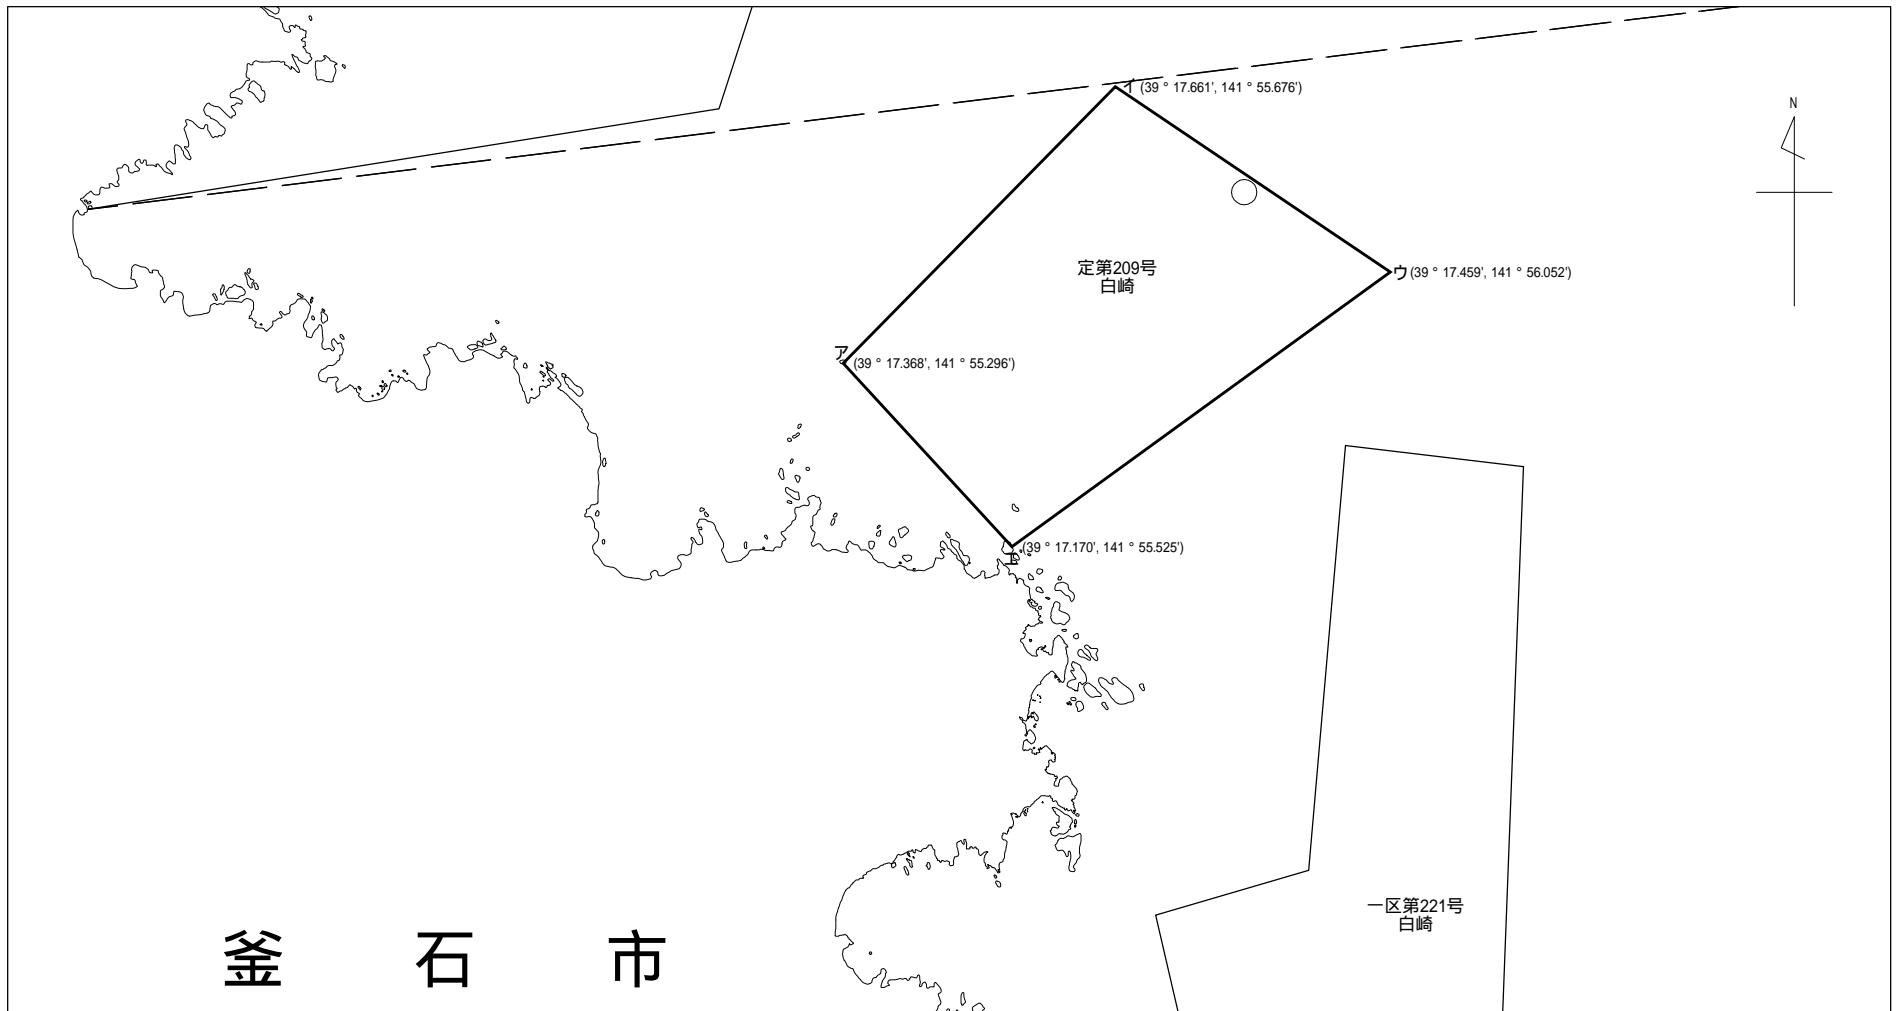 イ (39 ° 17.661', 141 ° 55.676')
N
定第209号
白崎
ウ (39 ° 17.459', 141 ° 56.052')
ア (39 ° 17.368', 141 ° 55.296')
エ (39 ° 17.170', 141 ° 55.525')
一区第221号
白崎
釜石市